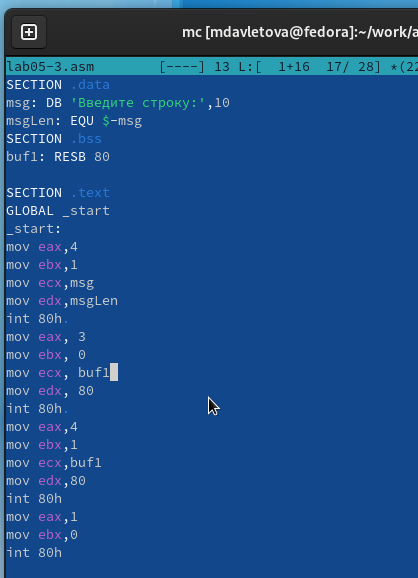 mc [mdavletova@fedora]:~/work/a
lab05-3.asm [----] 13 L:[ 1+16 17/ 28] *(22
SECTION .data
msg: DB 'Введите строку:',10
msgLen: EQU $-msg
SECTION .bss
buf1: RESB 80
SECTION .text
GLOBAL _start
_start:
mov eax,4
mov ebx,1
mov ecx,msg
mov edx,msgLen
int 80h.
mov eax, 3
mov ebx, 0
mov ecx, buf1
mov edx, 80
int 80h.
mov eax,4
mov ebx,1
mov ecx,buf1
mov edx,80
int 80h
mov eax,1
mov ebx,0
int 80h